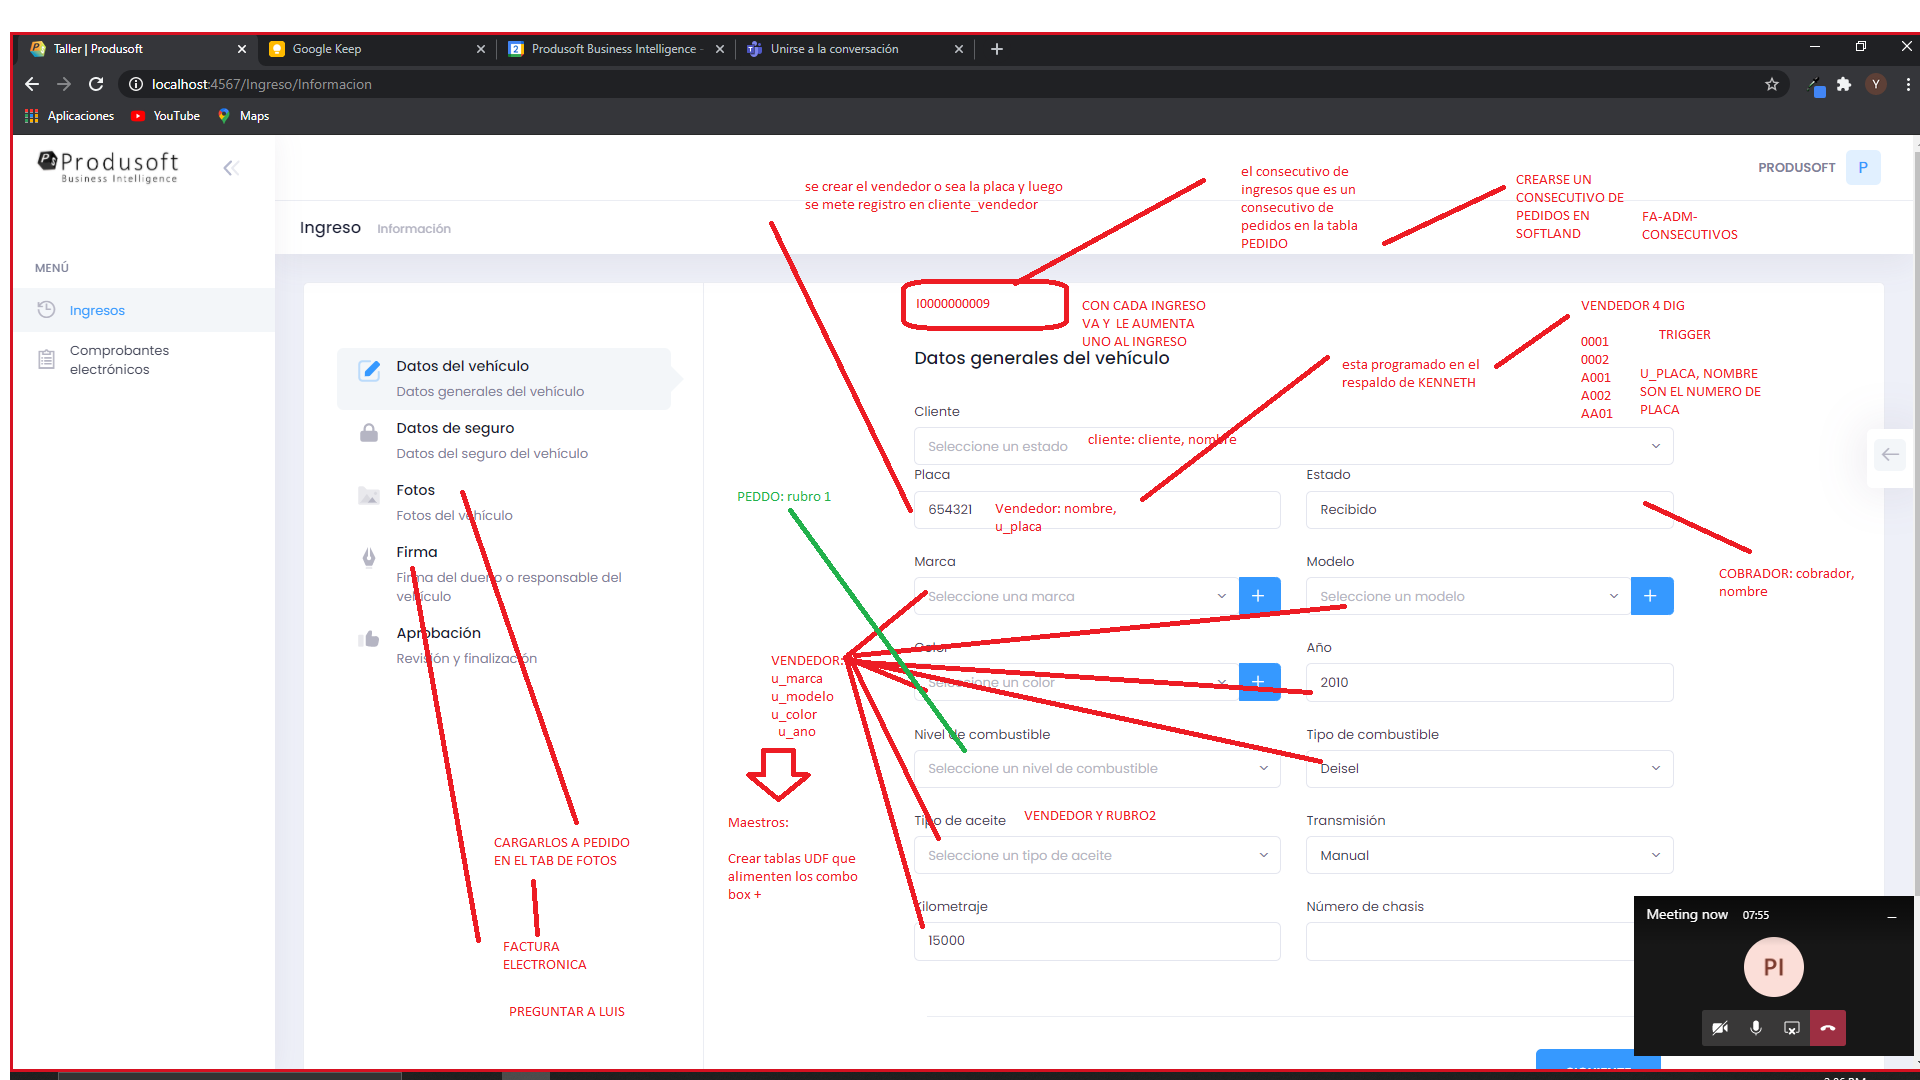 Taller | Produsoft
Google Keep
Produsoft Business Intelligence -
Unirse a la conversación
localhost:4567/Ingreso/Informacion
Y
Aplicaciones
YouTube
Maps
Produsoft
Business Intelligence
PRODUSOFT
P
se crear el vendedor o sea la placa y luego
se mete registro en cliente_vendedor
el consecutivo de
ingresos que es un
consecutivo de
pedidos en la tabla
PEDIDO
CREARSE UN
CONSECUTIVO DE
PEDIDOS EN
SOFTLAND
FA-ADM-
CONSECUTIVOS
Ingreso Información
MENÚ
Ingresos
Comprobantes
electrónicos
Datos del vehículo
Datos generales del vehículo
Datos de seguro
Datos del seguro del vehículo
Fotos
Fotos del vehículo
Firma
Firma del dueño o responsable del
vehículo
Aprobación
Revisión y finalización
CARGARLOS A PEDIDO
EN EL TAB DE FOTOS
FACTURA
ELECTRONICA
PREGUNTAR A LUIS
I0000000009
CON CADA INGRESO
VA Y LE AUMENTA
UNO AL INGRESO
Datos generales del vehículo
esta programado en el
respaldo de KENNETH
VENDEDOR 4 DIG
TRIGGER
0001
0002
A001
A002
AA01
U_PLACA, NOMBRE
SON EL NUMERO DE
PLACA
Cliente
Seleccione un estado
cliente: cliente, nombre
Placa
Estado
PEDDO: rubro 1
654321
Vendedor: nombre,
u_placa
Recibido
Marca
Modelo
COBRADOR: cobrador,
nombre
Seleccione una marca
Seleccione un modelo
VENDEDOR:
u_marca
u_modelo
u_color
u_ano
Color
Año
Seleccione un color
2010
Nivel de combustible
Tipo de combustible
Seleccione un nivel de combustible
Deisel
Maestros:
Crear tablas UDF que
alimenten los combo
box +
Tipo de aceite
VENDEDOR Y RUBRO2
Transmisión
Seleccione un tipo de aceite
Manual
Kilometraje
Número de chasis
15000
Meeting now 07:55
PI